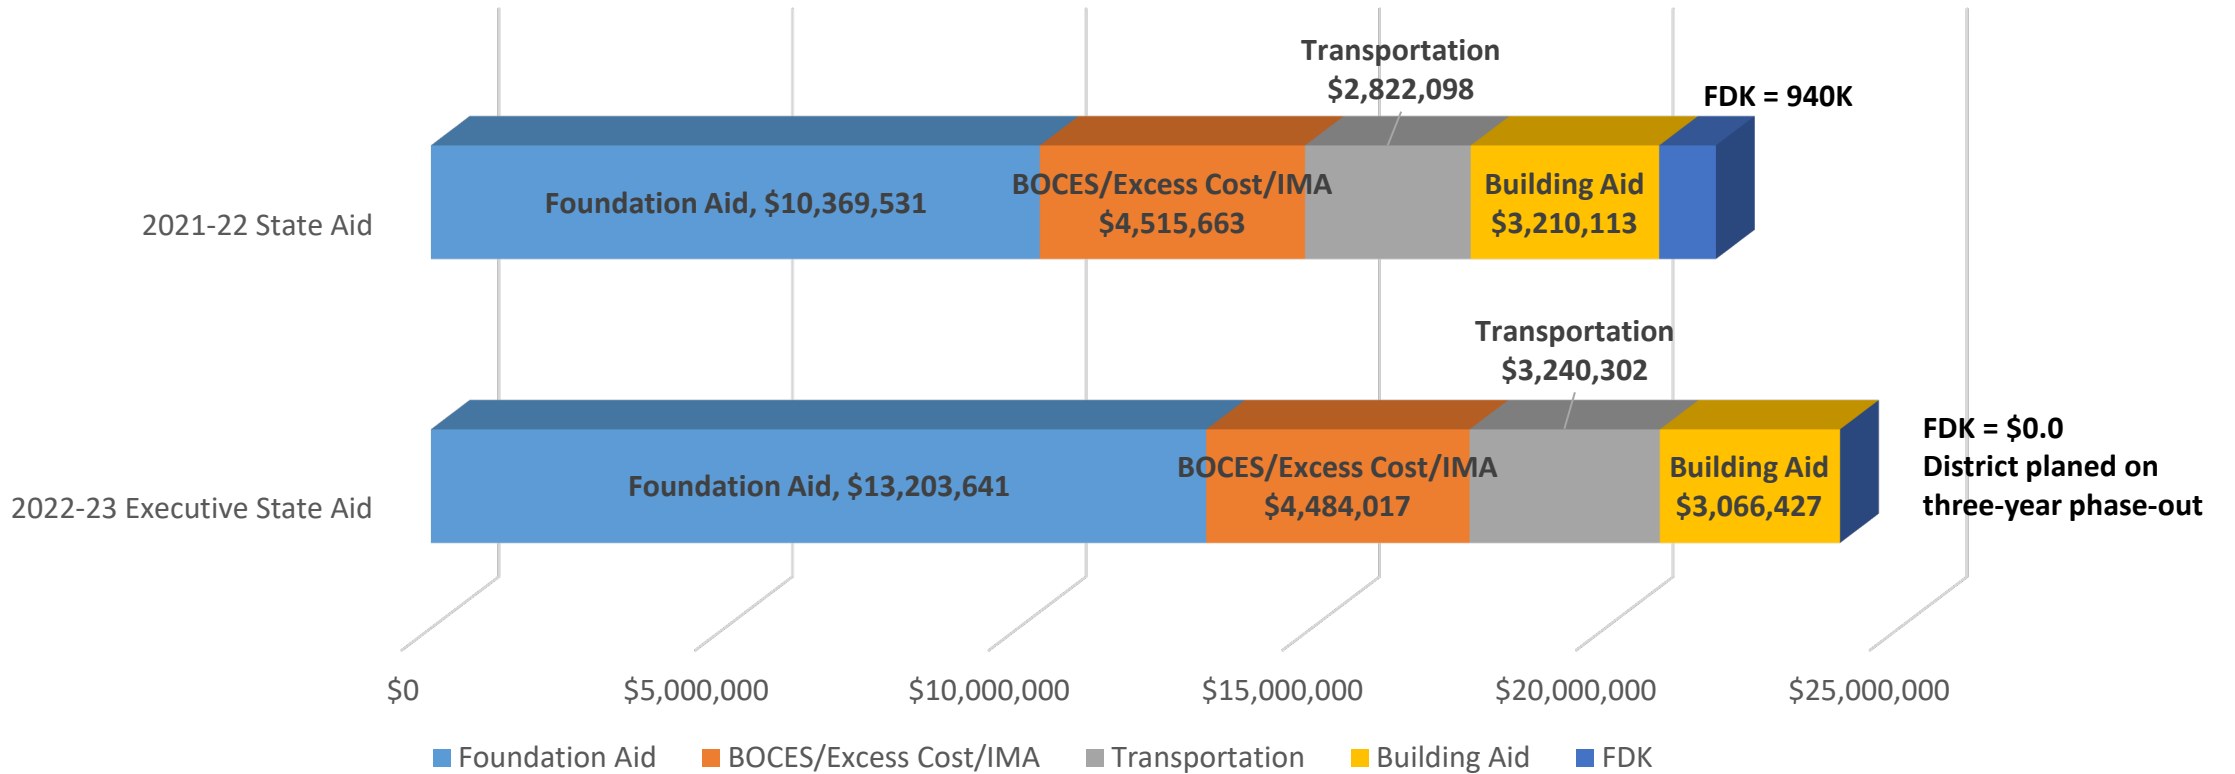 Transportation
$2,822,098
FDK = 940K
2021-22 State Aid
Foundation Aid, $10,369,531
BOCES/Excess Cost/IMA
$4,515,663
Building Aid
$3,210,113
Transportation
$3,240,302
2022-23 Executive State Aid
Foundation Aid, $13,203,641
BOCES/Excess Cost/IMA
$4,484,017
Building Aid
$3,066,427
FDK = $0.0
District planed on
three-year phase-out
$0
$5,000,000
$10,000,000
$15,000,000
$20,000,000
$25,000,000
Foundation Aid
BOCES/Excess Cost/IMA
Transportation
Building Aid
FDK